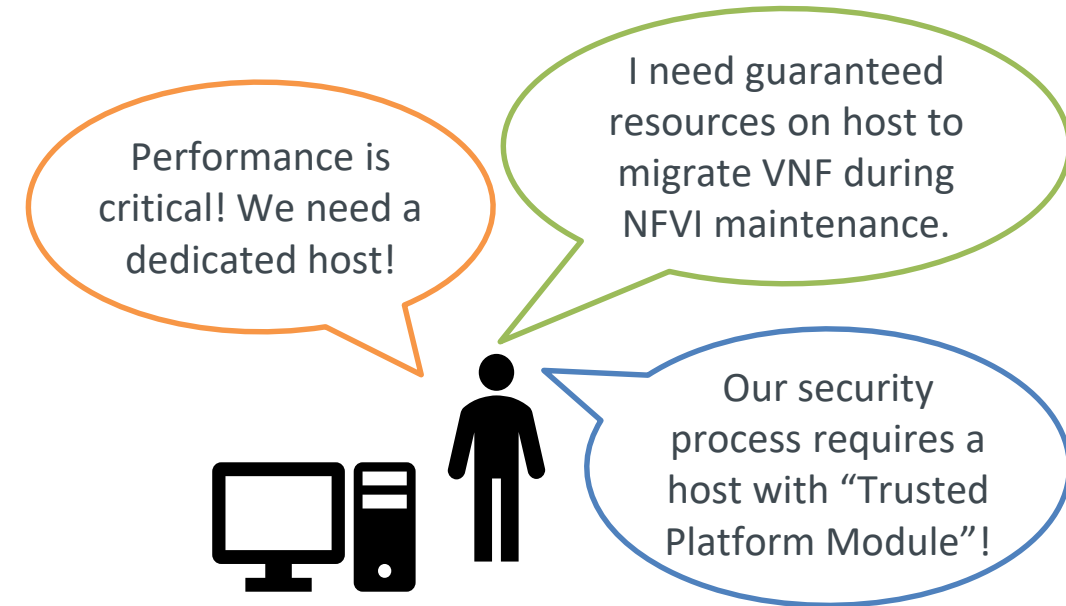 Performance is
critical! We need a
dedicated host!
I need guaranteed
resources on host to
migrate VNF during
NFVI maintenance.
Our security
process requires a
host with “Trusted
Platform Module”!